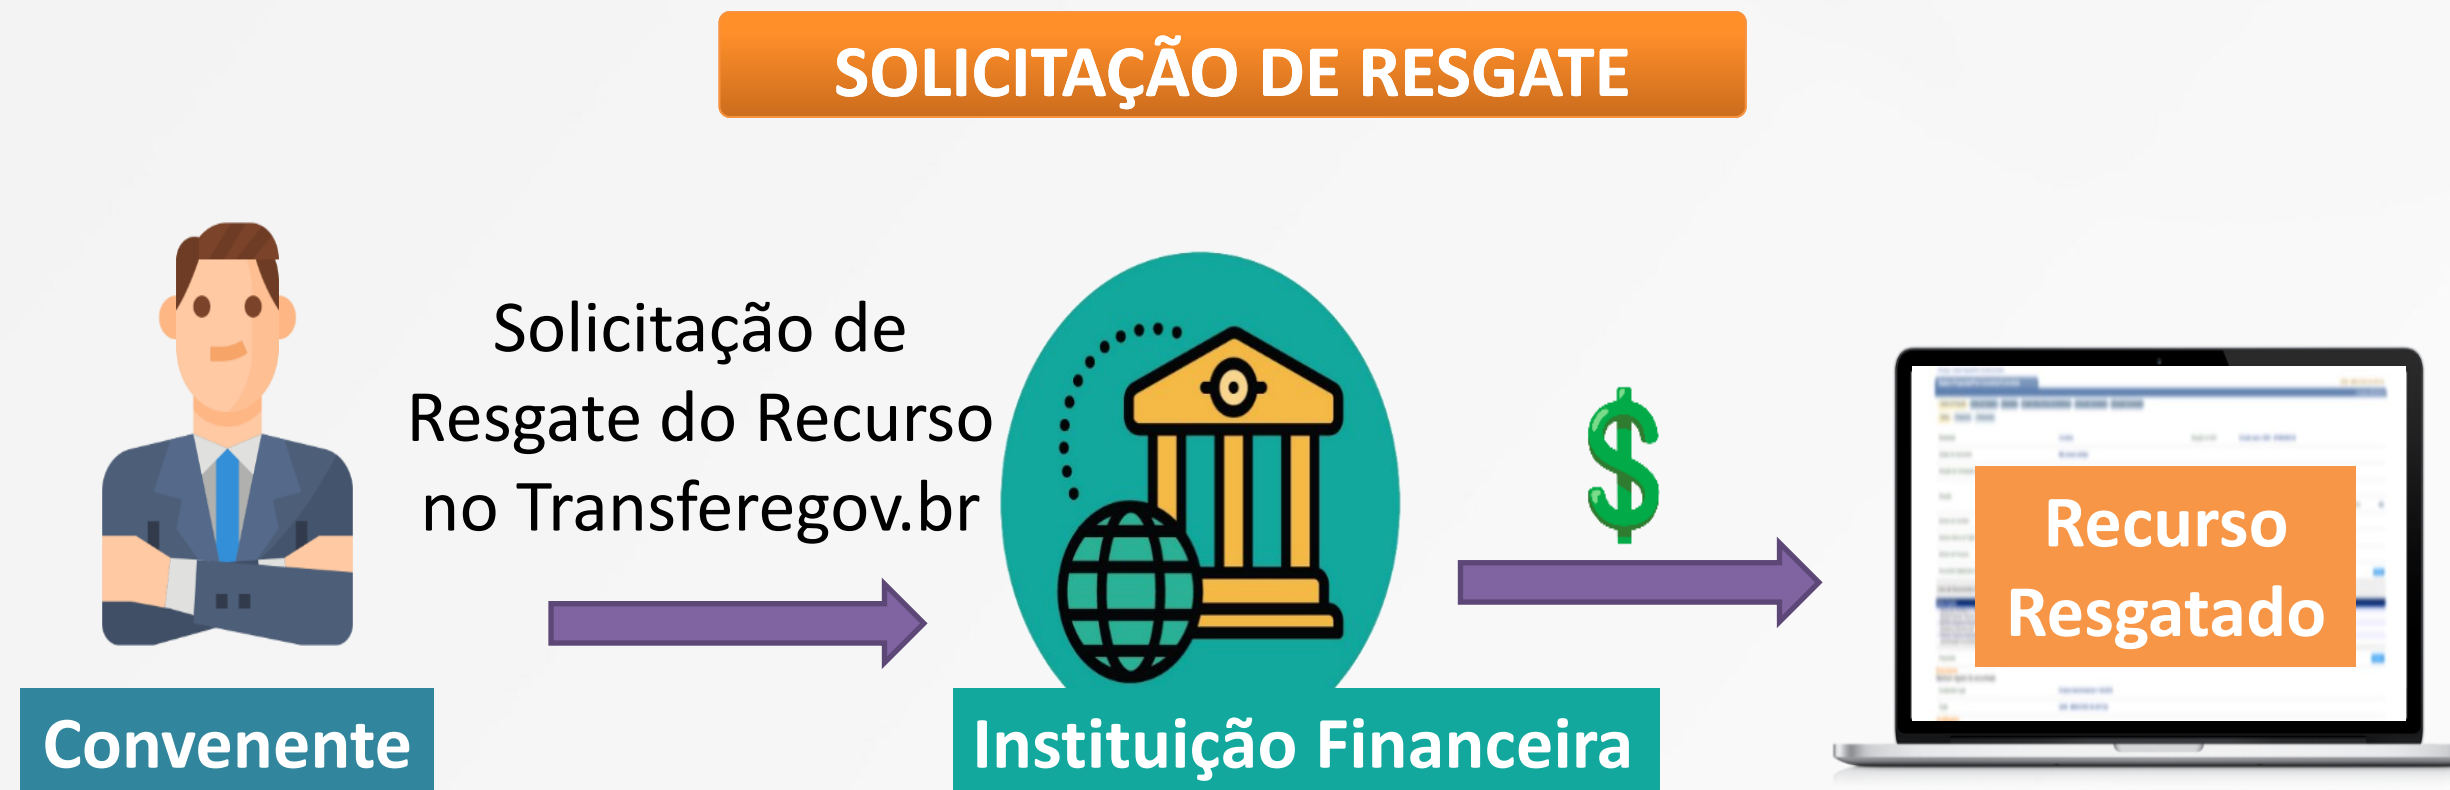 SOLICITAÇÃO DE RESGATE
Solicitação de
Resgate do Recurso
no Transferegov.br
Recurso
Resgatado
Convenente
Instituição Financeira